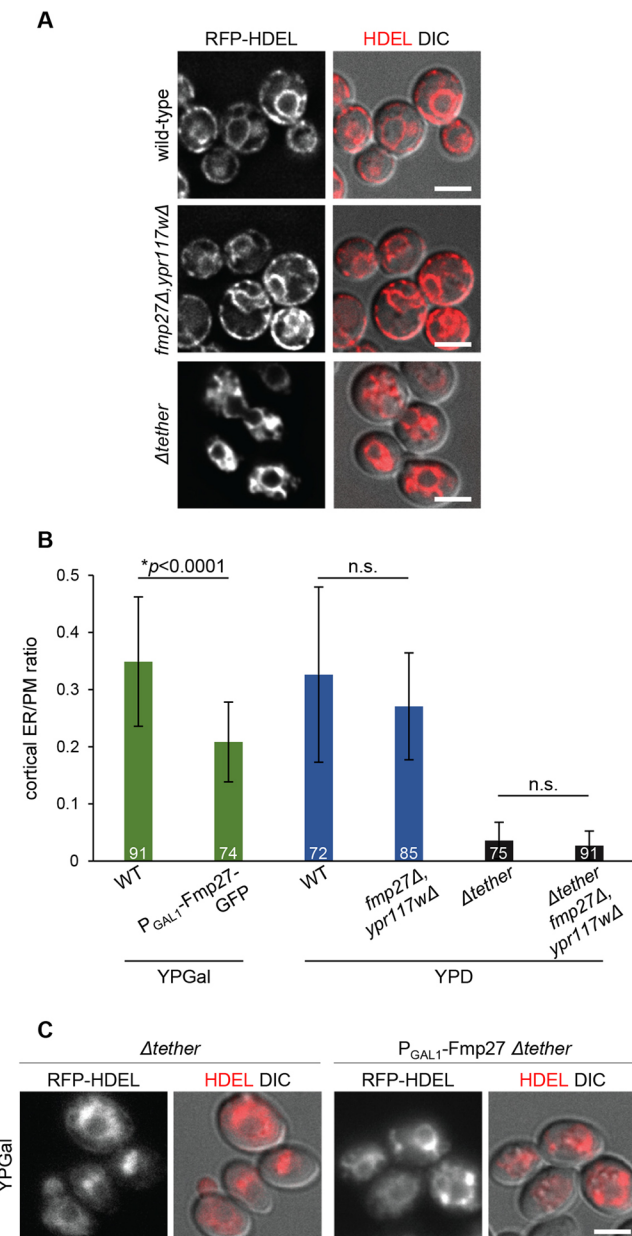 A
RFP-HDEL
HDEL DIC
wild-type
fmp27Δ,ypr117wΔ
Δtether
B
*p<0.0001
n.s.
n.s.
cortical ER/PM ratio
0.5
0.4
0.3
0.2
0.1
0
91
74
72
85
75
91
WT
PGAL1-Fmp27-
GFP
WT
fmp27Δ,
ypr117wΔ
Δtether
Δtether
fmp27Δ,
ypr117wΔ
YPGal
YPD
C
Δtether
PGAL1-Fmp27 Δtether
RFP-HDEL
HDEL DIC
RFP-HDEL
HDEL DIC
YPGal